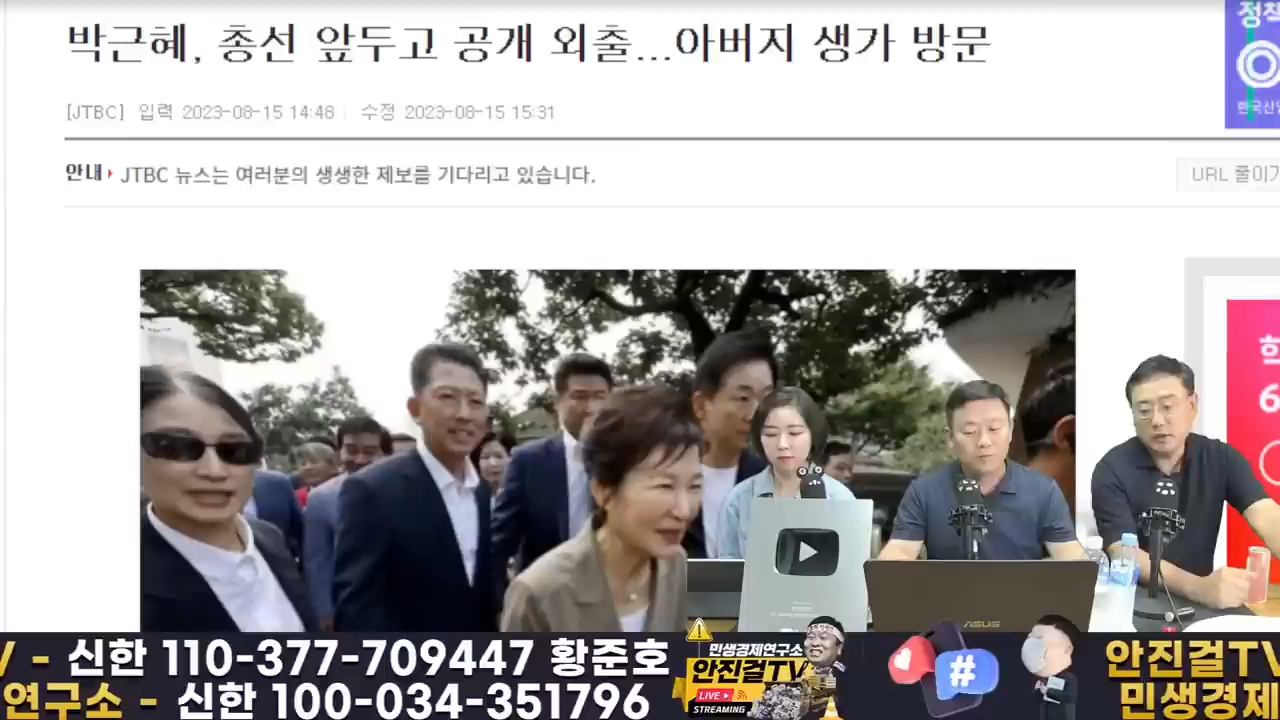 박근혜, 총선 앞두고 공개 외출...아버지 생가 방문
[JTBC] 입력 2023-08-15 14:48 수정 2023-08-15 15:31
안내 JTBC 뉴스는 여러분의 생생한 제보를 기다리고 있습니다.
URL 줄이기
정책
6
ASUS
V - 신한 110-377-709447 황준호
연구소 - 신한 100-034-351796
민생경제연구소
안진걸TV
LIVE
STREAMING
#
안진걸TV
민생경제